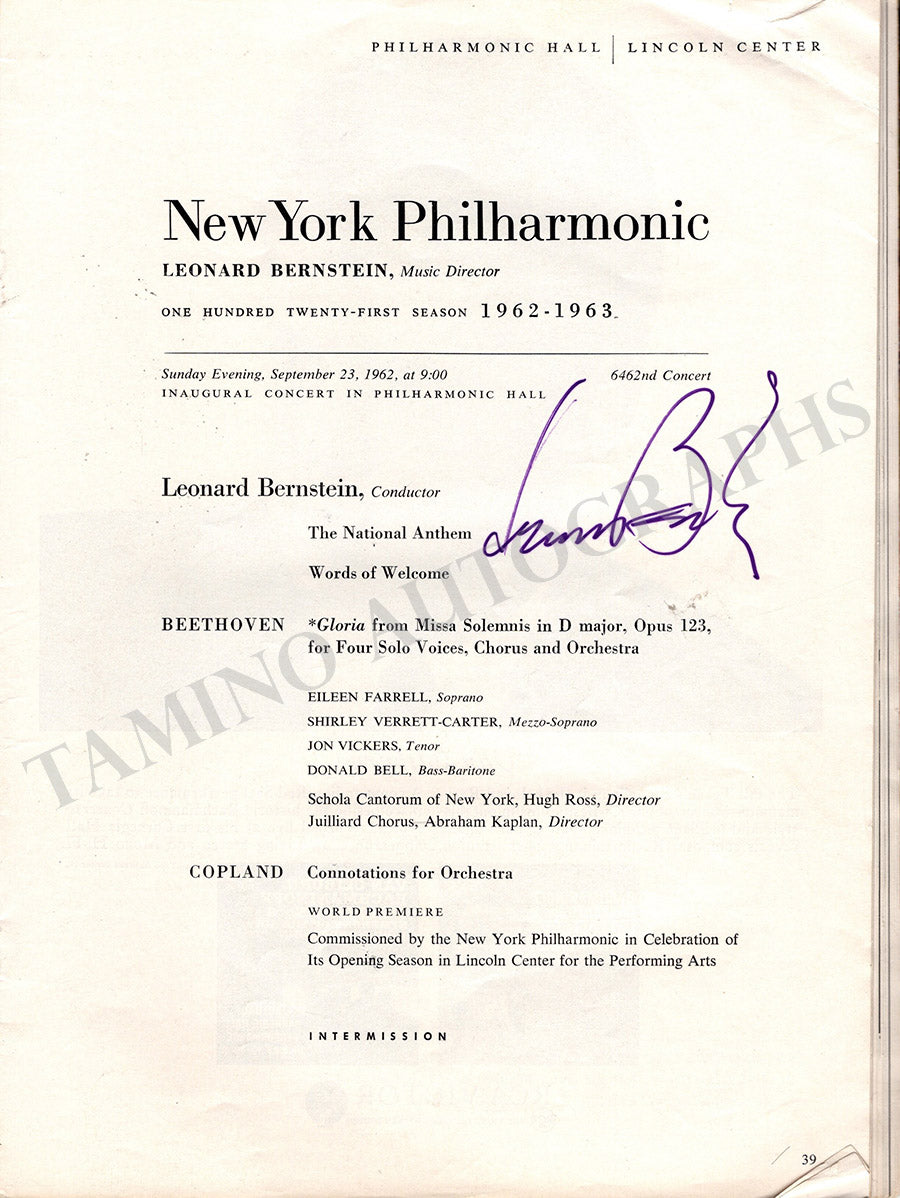 PHILHARMONIC HALL | LINCOLN CENTER
New York Philharmonic
LEONARD BERNSTEIN, Music Director
ONE HUNDRED TWENTY-FIRST SEASON 1962-1963
Sunday Evening, September 23, 1962, at 9:00 6462nd Concert
INAUGURAL CONCERT IN PHILHARMONIC HALL
Leonard Bernstein, Conductor
The National Anthem
Words of Welcome
BEETHOVEN *Gloria from Missa Solemnis in D major, Opus 123,
for Four Solo Voices, Chorus and Orchestra
EILEEN FARRELL, Soprano
SHIRLEY VERRETT-CARTER, Mezzo-Soprano
JON VICKERS, Tenor
DONALD BELL, Bass-Baritone
Schola Cantorum of New York, Hugh Ross, Director
Juilliard Chorus, Abraham Kaplan, Director
COPLAND Connotations for Orchestra
WORLD PREMIERE
Commissioned by the New York Philharmonic in Celebration of
Its Opening Season in Lincoln Center for the Performing Arts
INTERMISSION
39
TAMINO AUTOGRAPHS